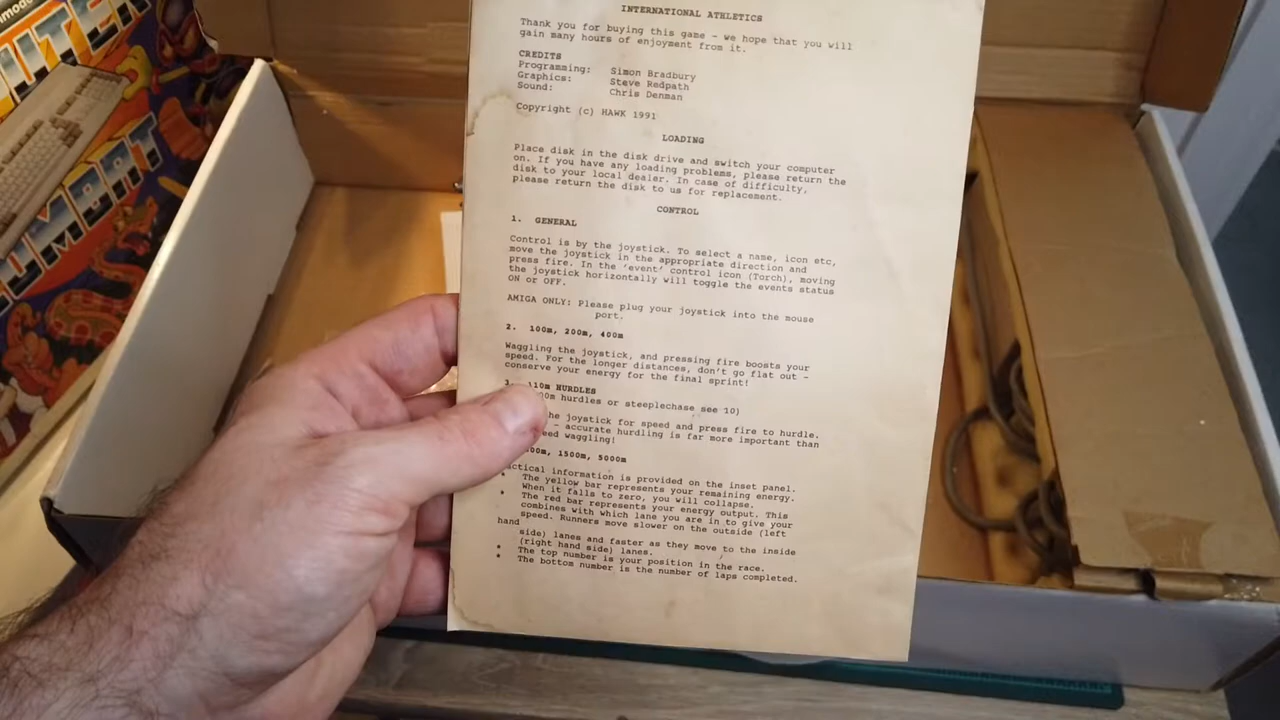 INTERNATIONAL ATHLETICS
Thank you for buying this game - we hope that you will
gain many hours of enjoyment from it.
CREDITS
Programming: Simon Bradbury
Graphics: Steve Redpath
Sound: Chris Denman
Copyright (c) HAWK 1991
LOADING
Place disk in the disk drive and switch your computer
on. If you have any loading problems, please return the
disk to your local dealer. In case of difficulty,
please return the disk to us for replacement.
CONTROL
1. GENERAL
Control is by the joystick. To select a name, icon etc,
move the joystick in the appropriate direction and
press fire. In the 'event' control icon (Torch), moving
the joystick horizontally will toggle the events status
ON or OFF.
AMIGA ONLY: Please plug your joystick into the mouse
port.
2. 100m, 200m, 400m
Waggling the joystick, and pressing fire boosts your
speed. For the longer distances, don't go flat out -
conserve your energy for the final sprint!
3. 110m HURDLES
hurdles or steeplechase see 10)
the joystick for speed and press fire to hurdle.
- accurate hurdling is far more important than
waggling!
1500m, 5000m
information is provided on the inset panel.
* The yellow bar represents your remaining energy.
When it falls to zero, you will collapse.
* The red bar represents your energy output. This
combines with which lane you are in to give your
speed. Runners move slower on the outside (left
hand
side) lanes and faster as they move to the inside
(right hand side) lanes.
* The top number is your position in the race.
* The bottom number is the number of laps completed.